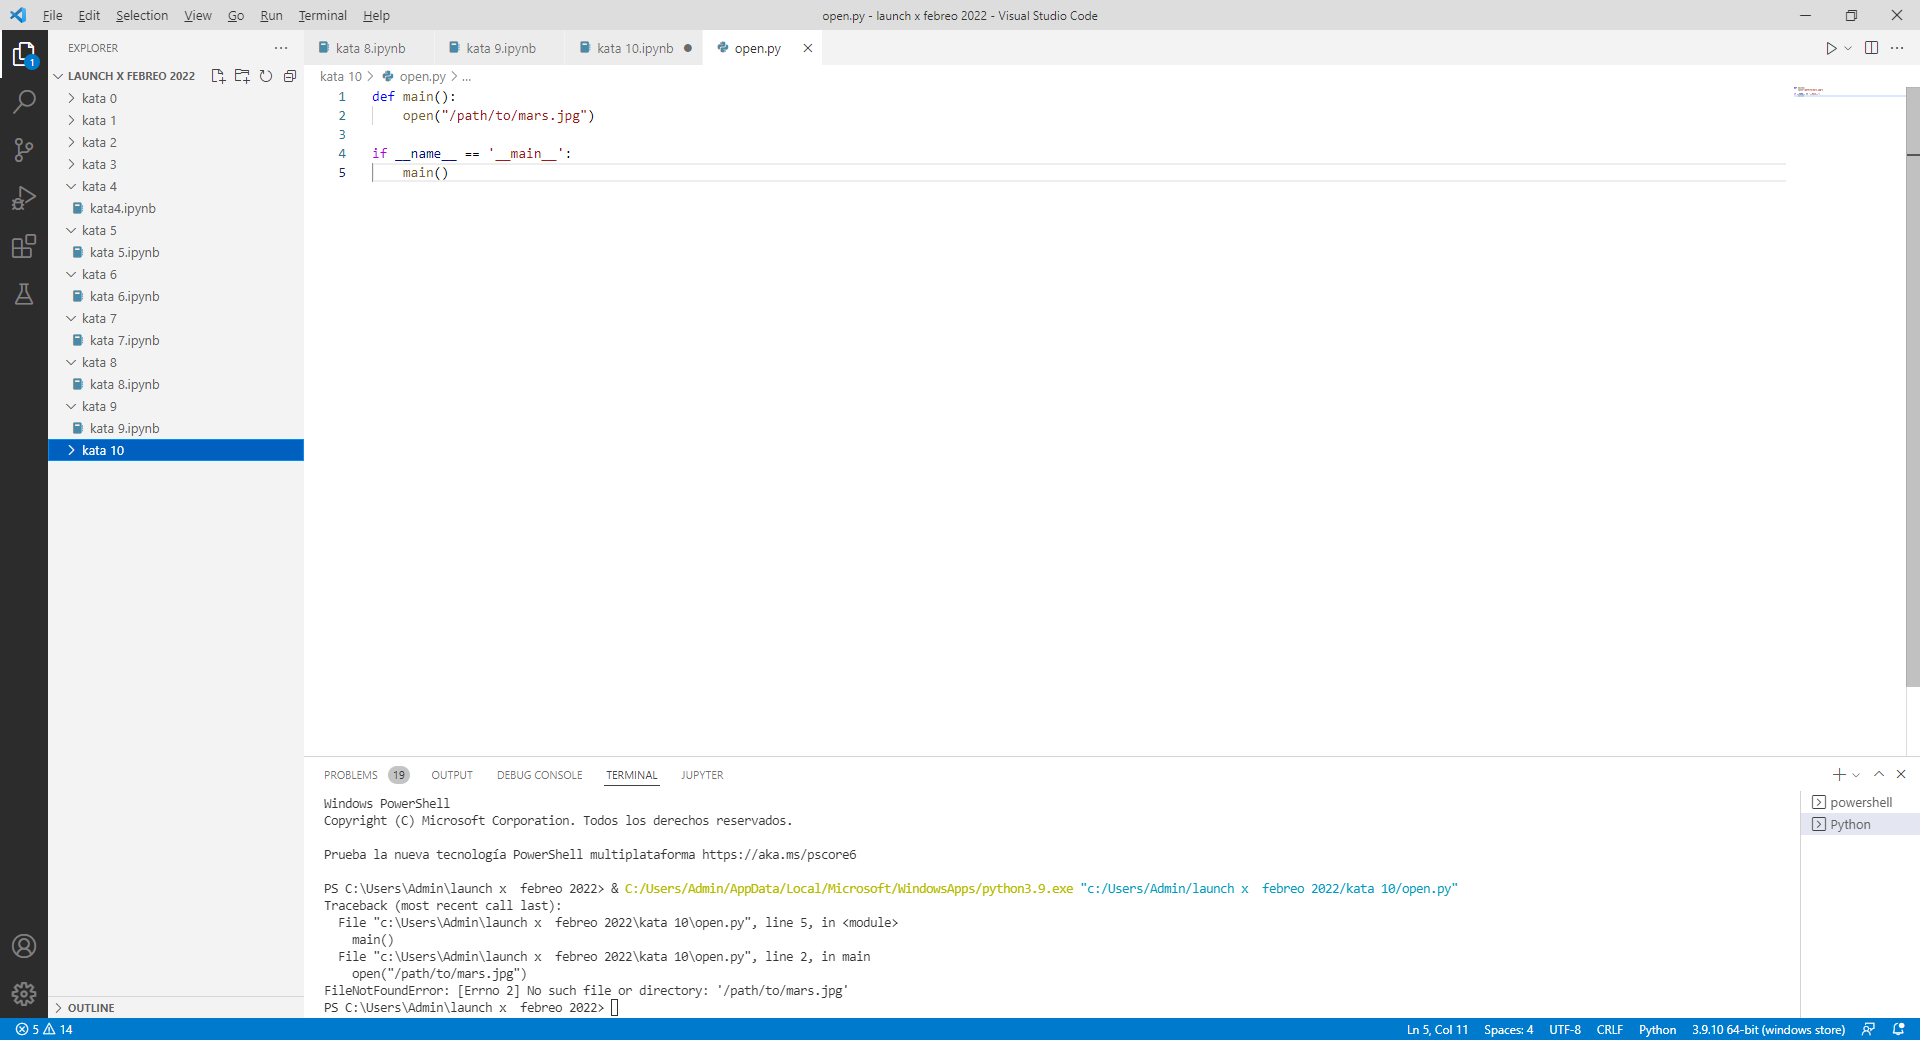 File Edit Selection View Go Run Terminal Help
open.py - launch x febreo 2022 - Visual Studio Code
EXPLORER
1
LAUNCH X FEBREO 2022
kata 0
kata 1
kata 2
kata 3
kata 4
kata4.ipynb
kata 5
kata 5.ipynb
kata 6
kata 6.ipynb
kata 7
kata 7.ipynb
kata 8
kata 8.ipynb
kata 9
kata 9.ipynb
kata 10
OUTLINE
kata 8.ipynb kata 9.ipynb kata 10.ipynb open.py
kata 10 > open.py > ...
1 def main():
2     open("/path/to/mars.jpg")
3
4 if __name__ == '__main__':
5     main()
PROBLEMS 19 OUTPUT DEBUG CONSOLE TERMINAL JUPYTER
Windows PowerShell
Copyright (C) Microsoft Corporation. Todos los derechos reservados.
Prueba la nueva tecnología PowerShell multiplataforma https://aka.ms/pscore6
PS C:\Users\Admin\launch x  febreo 2022> & C:/Users/Admin/AppData/Local/Microsoft/WindowsApps/python3.9.exe "c:/Users/Admin/launch x  febreo 2022/kata 10/open.py"
Traceback (most recent call last):
  File "c:\Users\Admin\launch x  febreo 2022\kata 10\open.py", line 5, in <module>
    main()
  File "c:\Users\Admin\launch x  febreo 2022\kata 10\open.py", line 2, in main
    open("/path/to/mars.jpg")
FileNotFoundError: [Errno 2] No such file or directory: '/path/to/mars.jpg'
PS C:\Users\Admin\launch x  febreo 2022>
powershell
Python
5 14
Ln 5, Col 11 Spaces: 4 UTF-8 CRLF Python 3.9.10 64-bit (windows store)